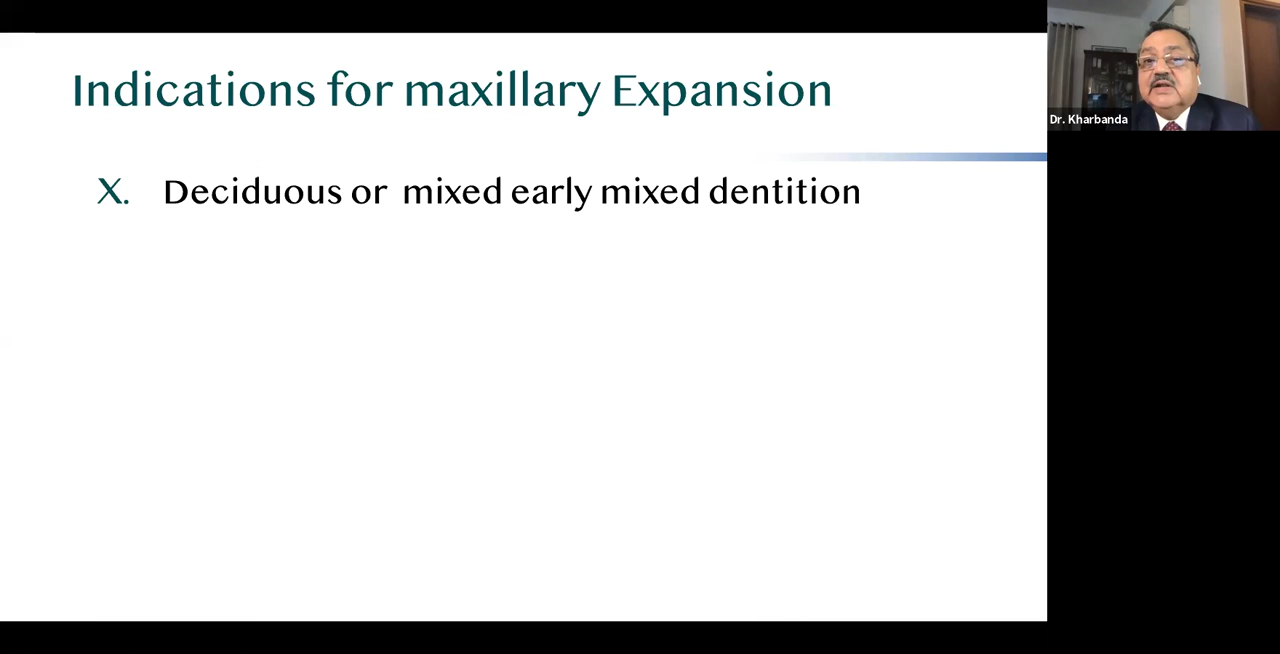 Indications for maxillary Expansion
Dr. Kharbanda
X. Deciduous or mixed early mixed dentition